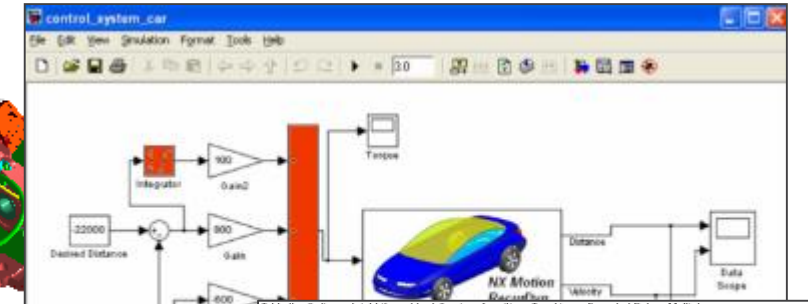 control_system_car
File Edit View Simulation Format Tools Help
3.0
Torque
100
Integrator
Gain2
-22000
Desired Distance
800
Gain
-600
Distance
NX Motion
Velocity
Data
Scope